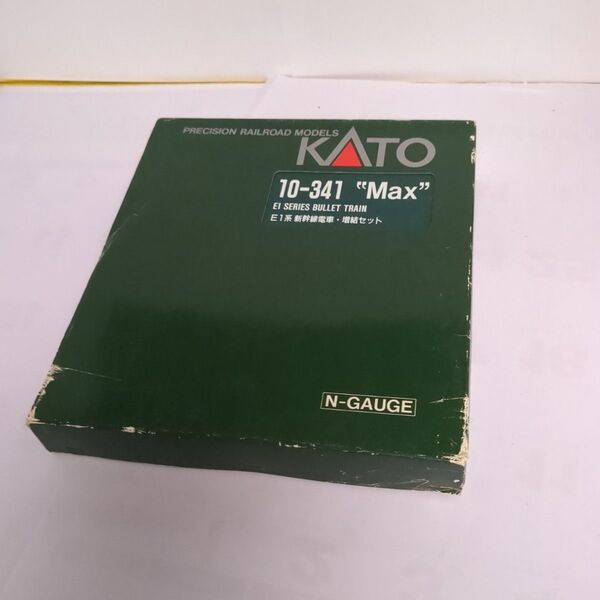 PRECISION RAILROAD MODELS
KATO
10-341 "Max"
E1 SERIES BULLET TRAIN
E1系 新幹線電車・増結セット
N-GAUGE